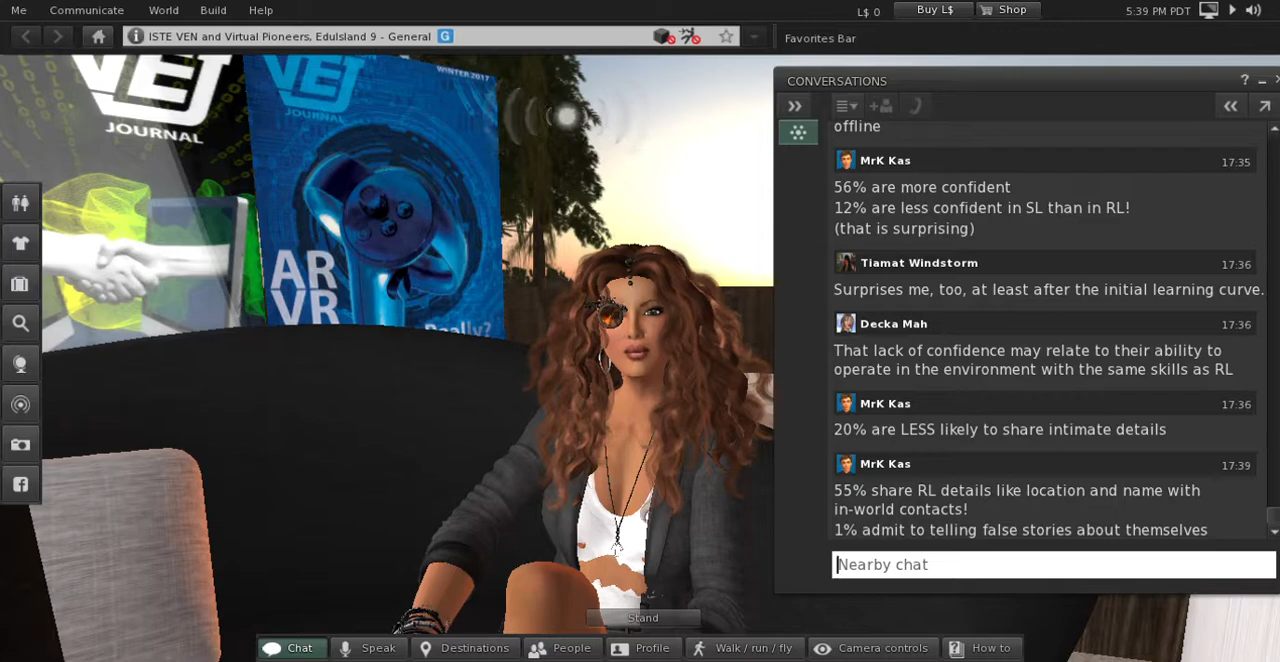 Me Communicate World Build Help L$ 0 Buy L$ Shop 5:39 PM PDT
ISTE VEN and Virtual Pioneers, EduIsland 9 - General G Favorites Bar
VEJ
JOURNAL
WINTER 2017
VEJ
JOURNAL
AR
VR
Really?
CONVERSATIONS ?
offline
MrK Kas 17:35
56% are more confident
12% are less confident in SL than in RL!
(that is surprising)
Tiamat Windstorm 17:36
Surprises me, too, at least after the initial learning curve.
Decka Mah 17:36
That lack of confidence may relate to their ability to
operate in the environment with the same skills as RL
MrK Kas 17:36
20% are LESS likely to share intimate details
MrK Kas 17:39
55% share RL details like location and name with
in-world contacts!
1% admit to telling false stories about themselves
Nearby chat
Stand
Chat Speak Destinations People Profile Walk / run / fly Camera controls How to